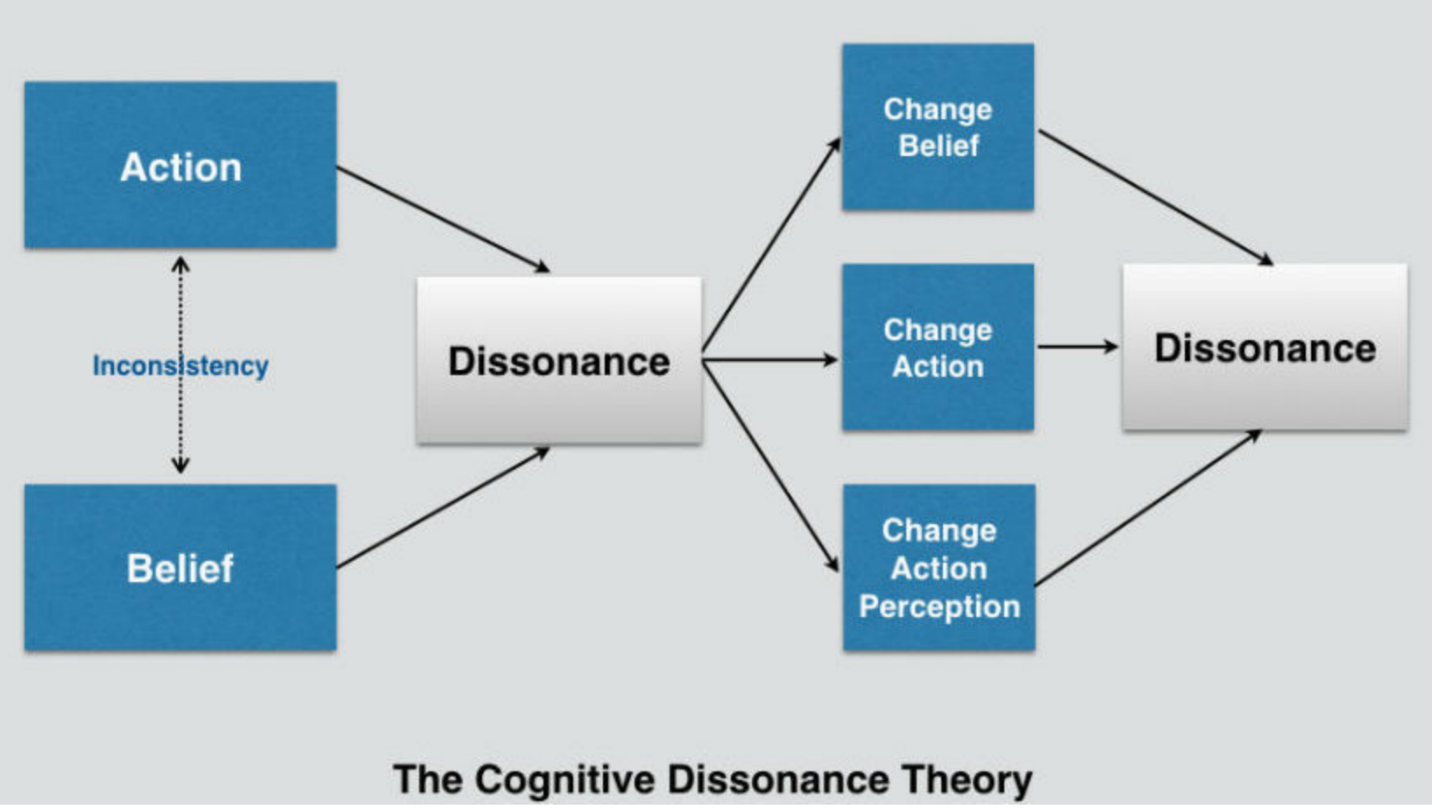 Action
Inconsistency
Belief
Dissonance
Change
Belief
Change
Action
Change
Action
Perception
Dissonance
The Cognitive Dissonance Theory